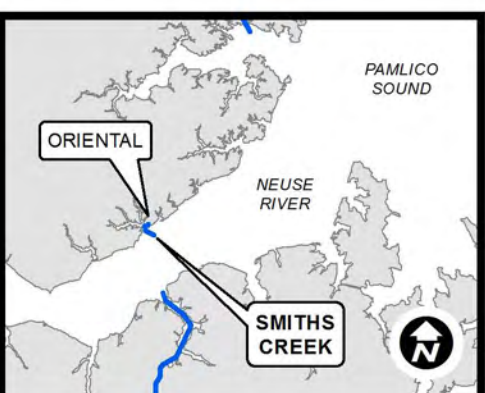 PAMLICO
SOUND
ORIENTAL
NEUSE
RIVER
SMITHS
CREEK
N